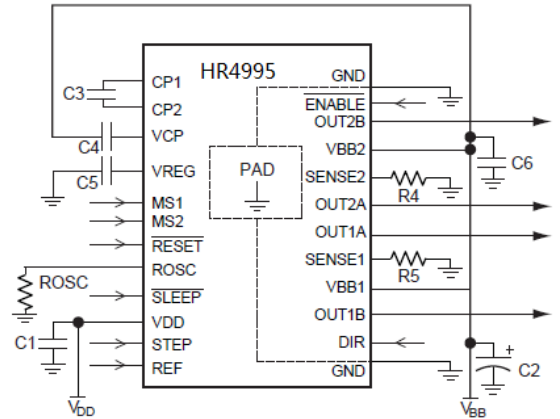 HR4995
GND
CP1
C3
CP2
ENABLE
OUT2B
VCP
C4
VBB2
C6
C5
VREG
PAD
SENSE2
R4
MS1
OUT2A
MS2
OUT1A
RESET
SENSE1
ROSC
R5
ROSC
VBB1
SLEEP
OUT1B
VDD
C1
STEP
DIR
+
REF
GND
C2
VDD
VBB